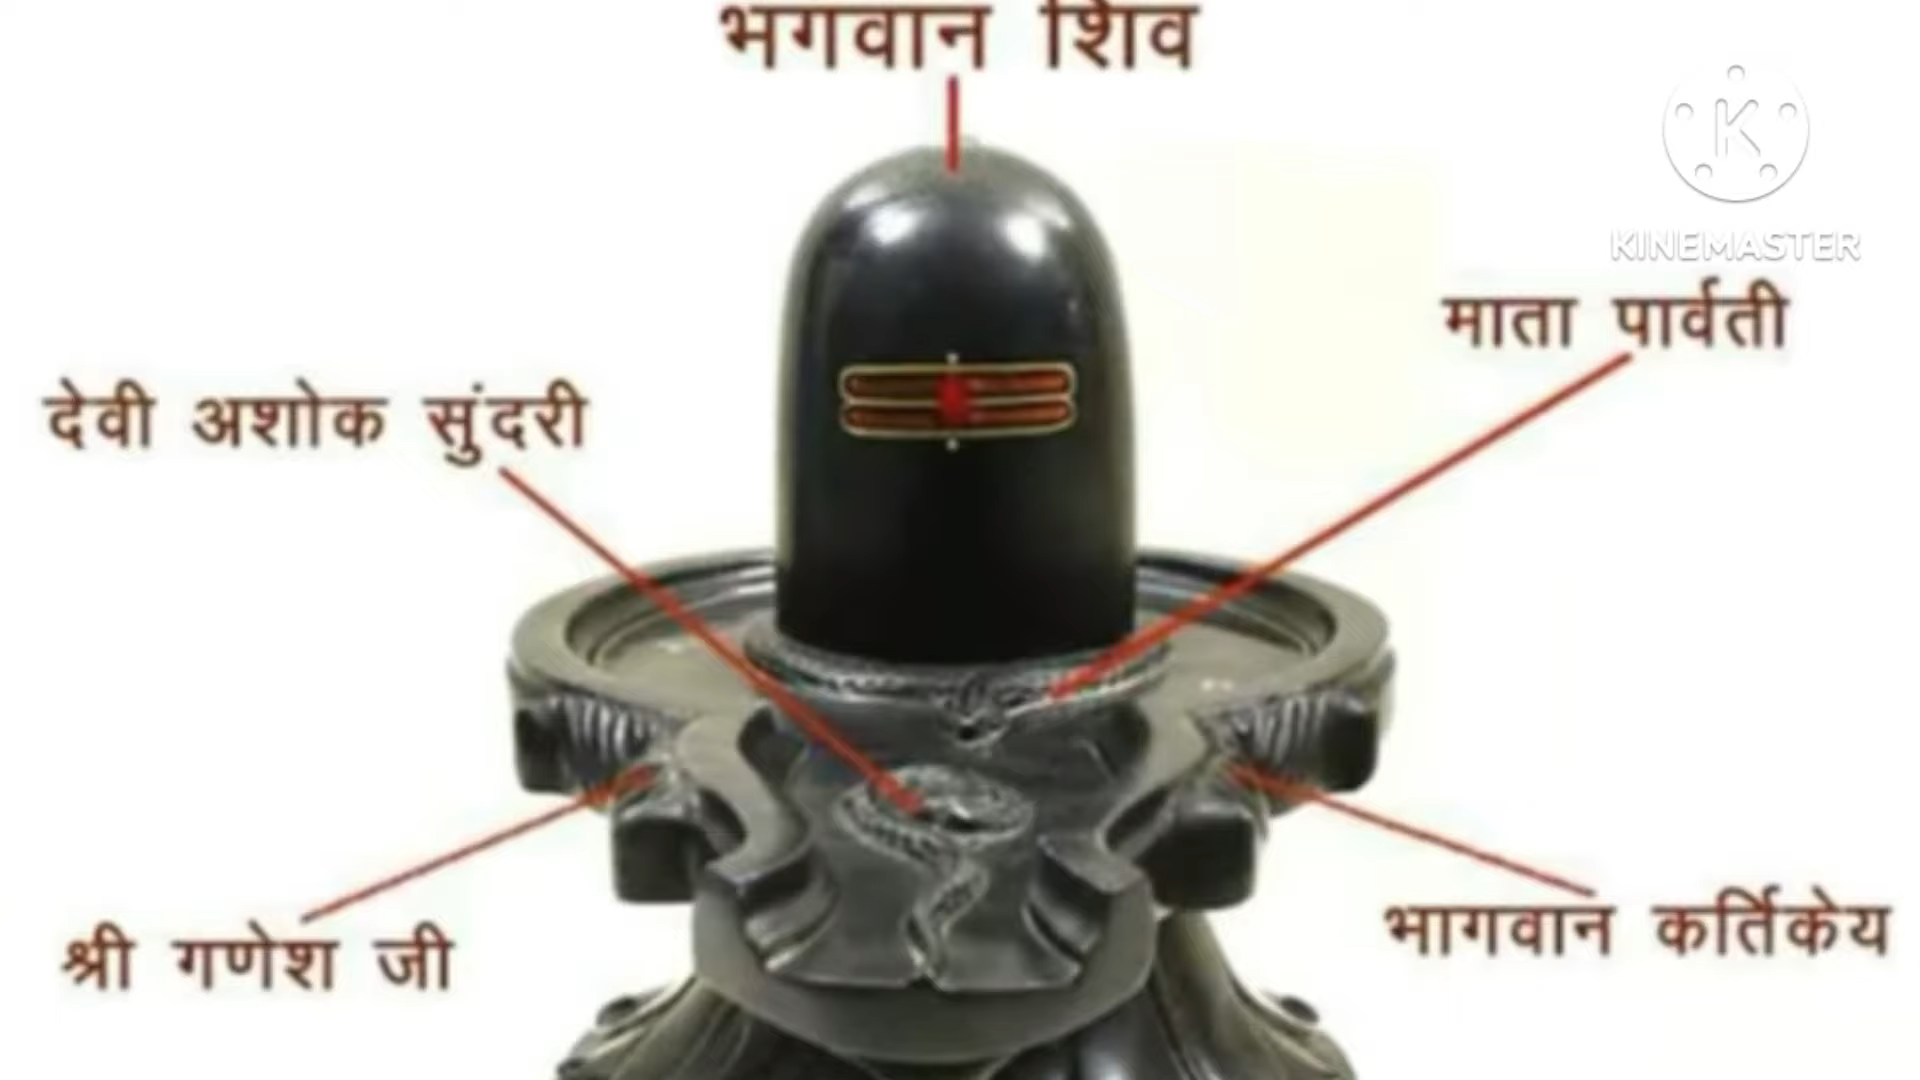 भगवान शिव
KINEMASTER
माता पार्वती
देवी अशोक सुंदरी
भागवान कर्तिकेय
श्री गणेश जी